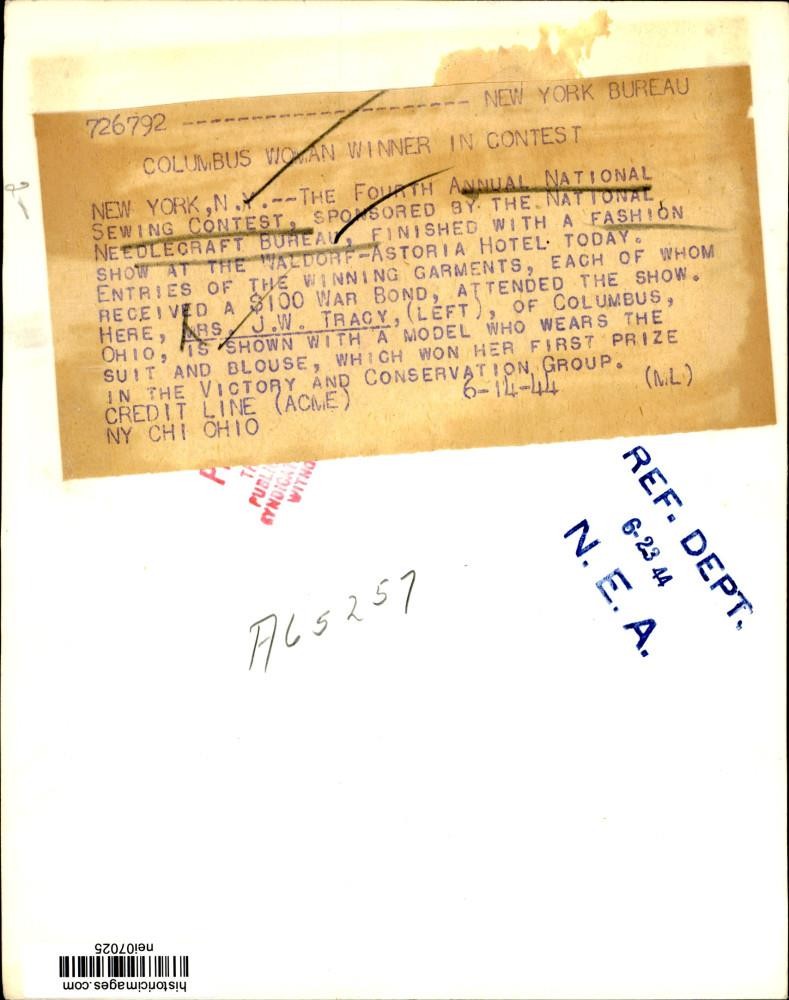 726792 -------------------- NEW YORK BUREAU
COLUMBUS WOMAN WINNER IN CONTEST
NEW YORK, N.Y.--THE FOURTH ANNUAL NATIONAL
SEWING CONTEST, SPONSORED BY THE NATIONAL
NEEDLECRAFT BUREAU, FINISHED WITH A FASHION
SHOW AT THE WALDORF-ASTORIA HOTEL TODAY.
ENTRIES OF THE WINNING GARMENTS, EACH OF WHOM
RECEIVED A $100 WAR BOND, ATTENDED THE SHOW.
HERE, MRS. J.W. TRACY, (LEFT), OF COLUMBUS,
OHIO, IS SHOWN WITH A MODEL WHO WEARS THE
SUIT AND BLOUSE, WHICH WON HER FIRST PRIZE
IN THE VICTORY AND CONSERVATION GROUP.
CREDIT LINE (ACME) 6-14-44 (ML)
NY CHI OHIO
REF. DEPT.
6-23 44
N. E. A.
A65257
nei07025
historicimages.com